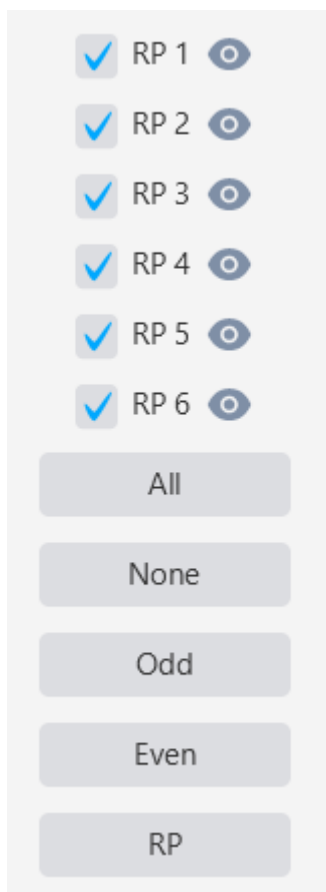 RP 1
RP 2
RP 3
RP 4
RP 5
RP 6
All
None
Odd
Even
RP